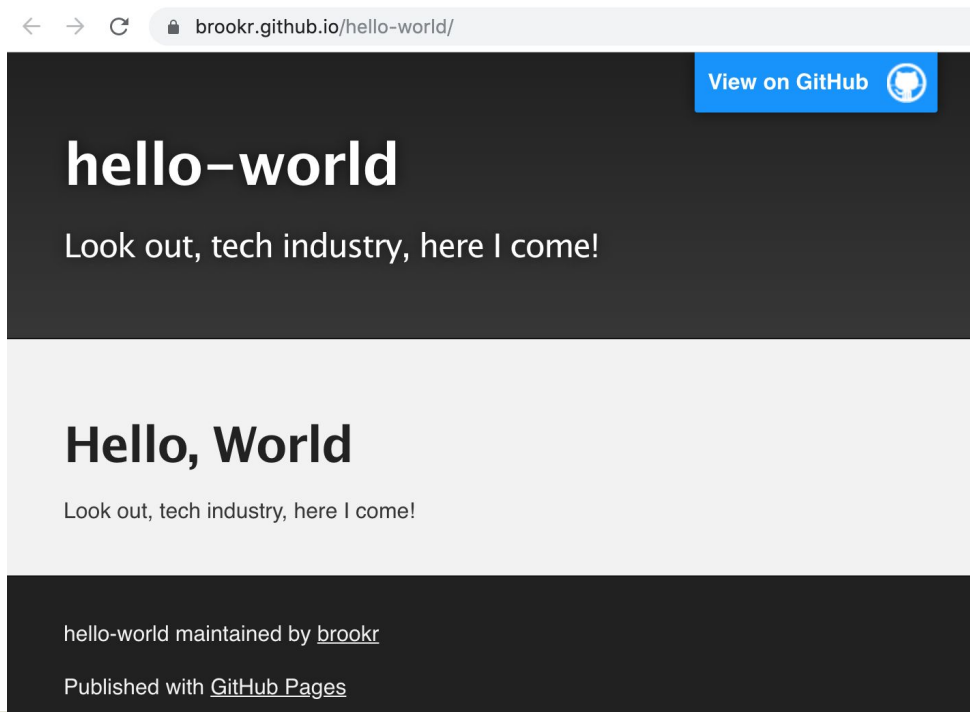 brookr.github.io/hello-world/
View on GitHub
hello-world
Look out, tech industry, here I come!
Hello, World
Look out, tech industry, here I come!
hello-world maintained by brookr
Published with GitHub Pages